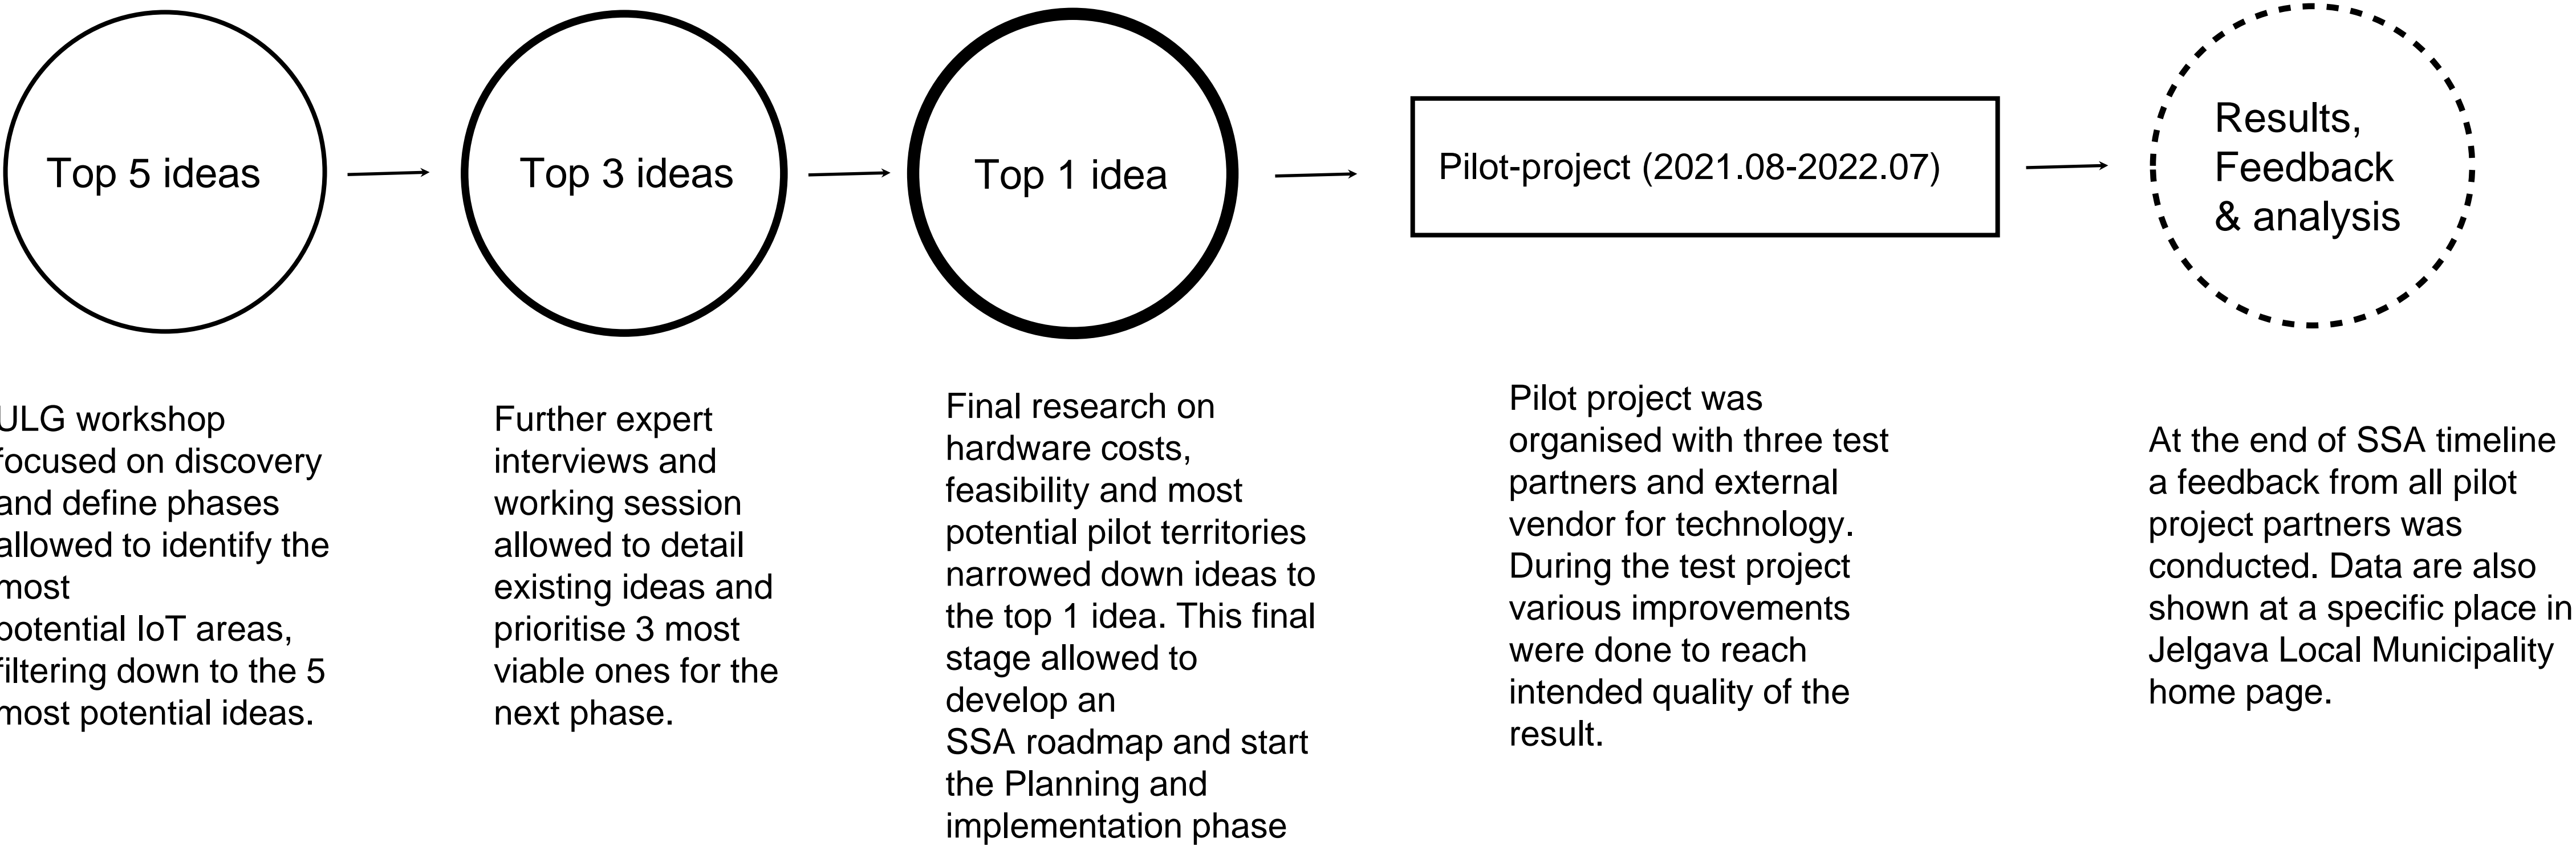 Top 5 ideas
Top 3 ideas
Top 1 idea
Pilot-project (2021.08-2022.07)
Results,
Feedback
& analysis
ULG workshop
focused on discovery
and define phases
allowed to identify the
most
potential IoT areas,
filtering down to the 5
most potential ideas.
Further expert
interviews and
working session
allowed to detail
existing ideas and
prioritise 3 most
viable ones for the
next phase.
Final research on
hardware costs,
feasibility and most
potential pilot territories
narrowed down ideas to
the top 1 idea. This final
stage allowed to
develop an
SSA roadmap and start
the Planning and
implementation phase
Pilot project was
organised with three test
partners and external
vendor for technology.
During the test project
various improvements
were done to reach
intended quality of the
result.
At the end of SSA timeline
a feedback from all pilot
project partners was
conducted. Data are also
shown at a specific place in
Jelgava Local Municipality
home page.